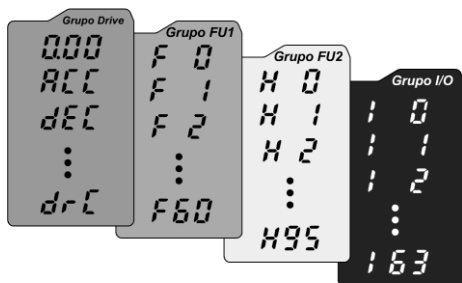 Grupo Drive
0.00
ACC
dEC
drC
Grupo FU1
F 0
F 1
F 2
F60
Grupo FU2
H 0
H 1
H 2
H95
Grupo I/O
I 0
I 1
I 2
I 63